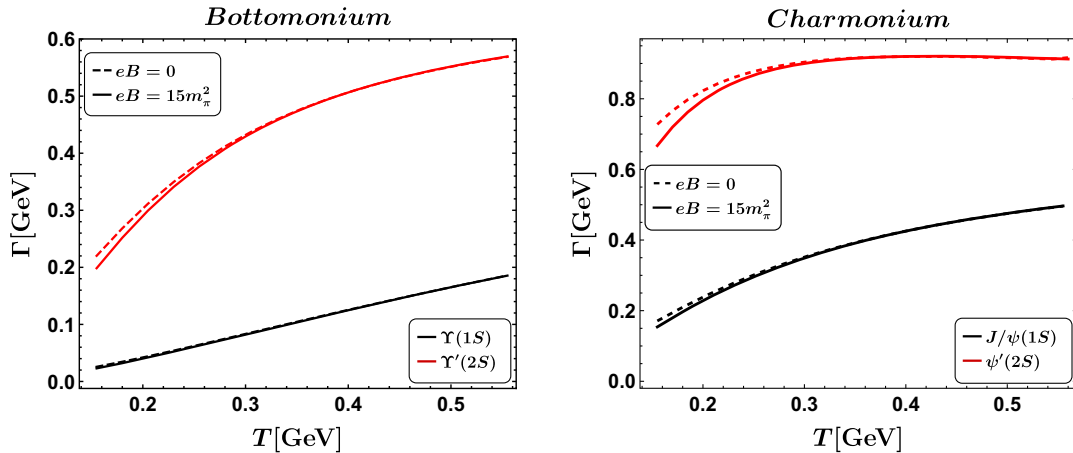 Bottomonium
0.6
0.5
0.4
0.3
0.2
0.1
0.0
Γ[GeV]
eB = 0
eB = 15m_π^2
Υ(1S)
Υ′(2S)
0.2 0.3 0.4 0.5
T[GeV]
Charmonium
0.8
0.6
0.4
0.2
0.0
Γ[GeV]
eB = 0
eB = 15m_π^2
J/ψ(1S)
ψ′(2S)
0.2 0.3 0.4 0.5
T[GeV]